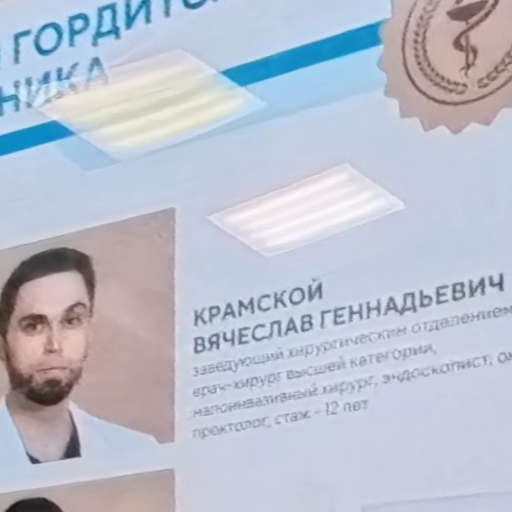 ГОРДИТС
НИКА
КРАМСКОЙ
ВЯЧЕСЛАВ ГЕННАДЬЕВИЧ
заведующий хирургическим отделением
врач-хирург высшей категории,
малоинвазивный хирург, эндоскопист, он
проктолог, стаж - 12 лет